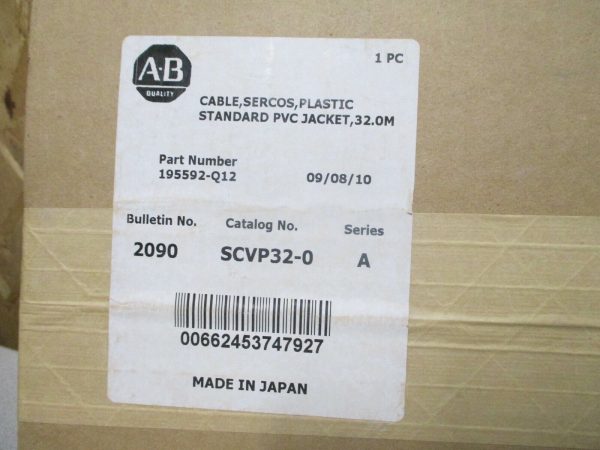 A-B
QUALITY
1 PC
CABLE,SERCOS,PLASTIC
STANDARD PVC JACKET,32.0M
Part Number
195592-Q12 09/08/10
Bulletin No. Catalog No. Series
2090 SCVP32-0 A
00662453747927
MADE IN JAPAN